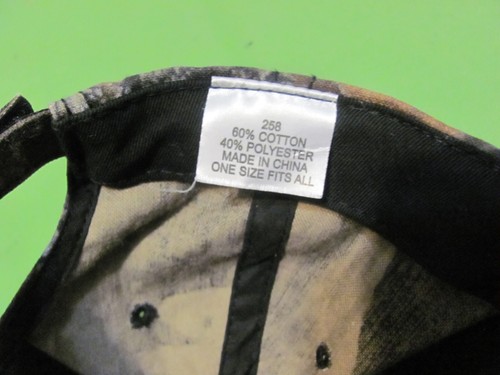 258
60% COTTON
40% POLYESTER
MADE IN CHINA
ONE SIZE FITS ALL